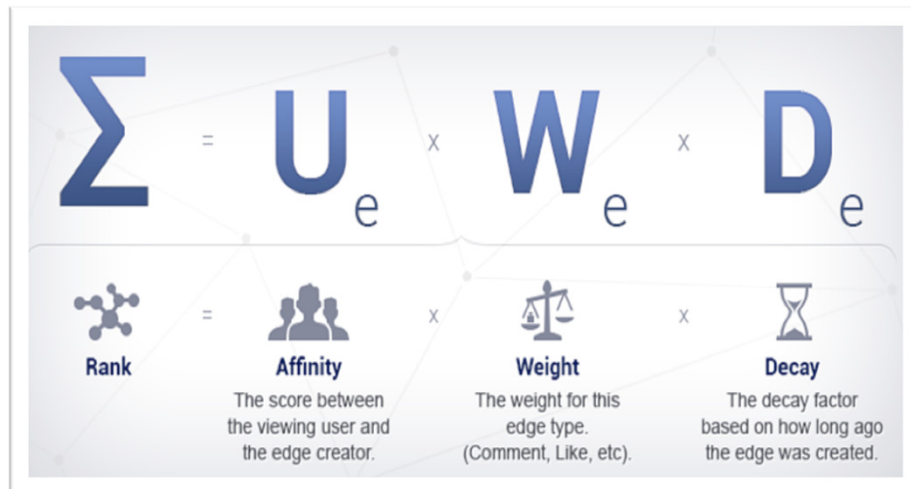 Σ = Ue x We x De
= x x
Rank Affinity Weight Decay
The score between The weight for this The decay factor
the viewing user and edge type. based on how long ago
the edge creator. (Comment, Like, etc). the edge was created.